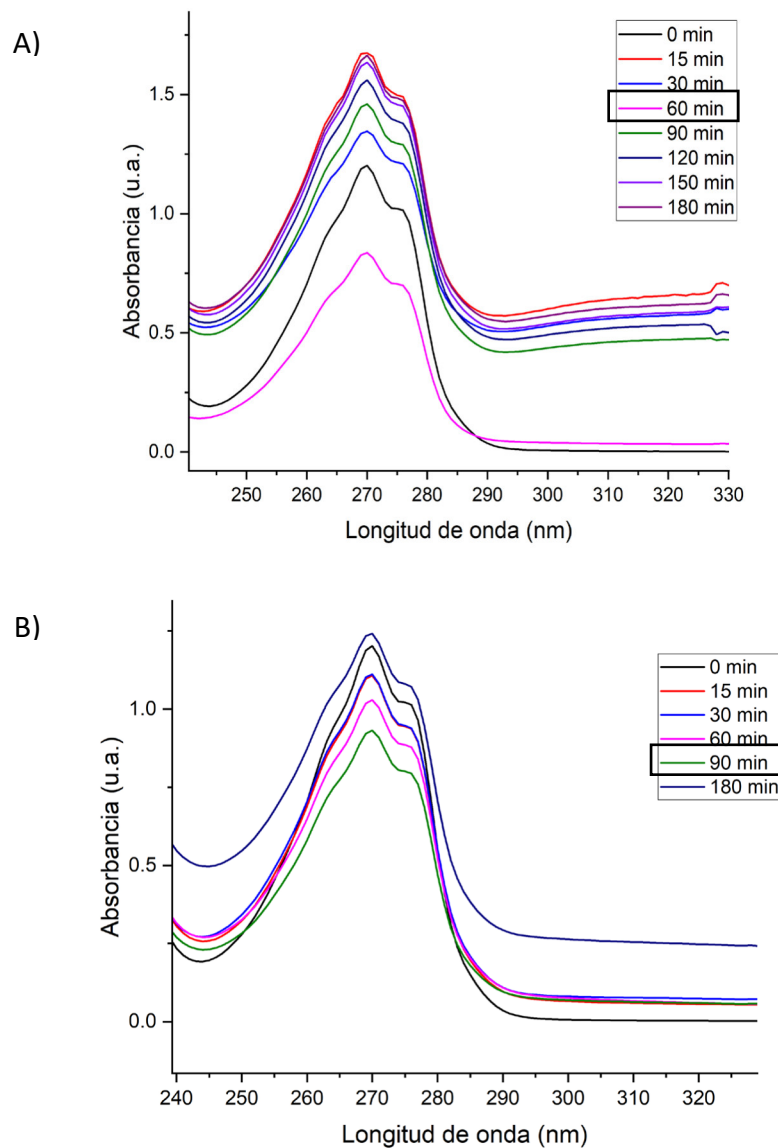 A)
0 min
15 min
30 min
60 min
90 min
120 min
150 min
180 min
1.5
1.0
0.5
0.0
Absorbancia (u.a.)
250 260 270 280 290 300 310 320 330
Longitud de onda (nm)
B)
0 min
15 min
30 min
60 min
90 min
180 min
1.0
0.5
0.0
Absorbancia (u.a.)
240 250 260 270 280 290 300 310 320
Longitud de onda (nm)